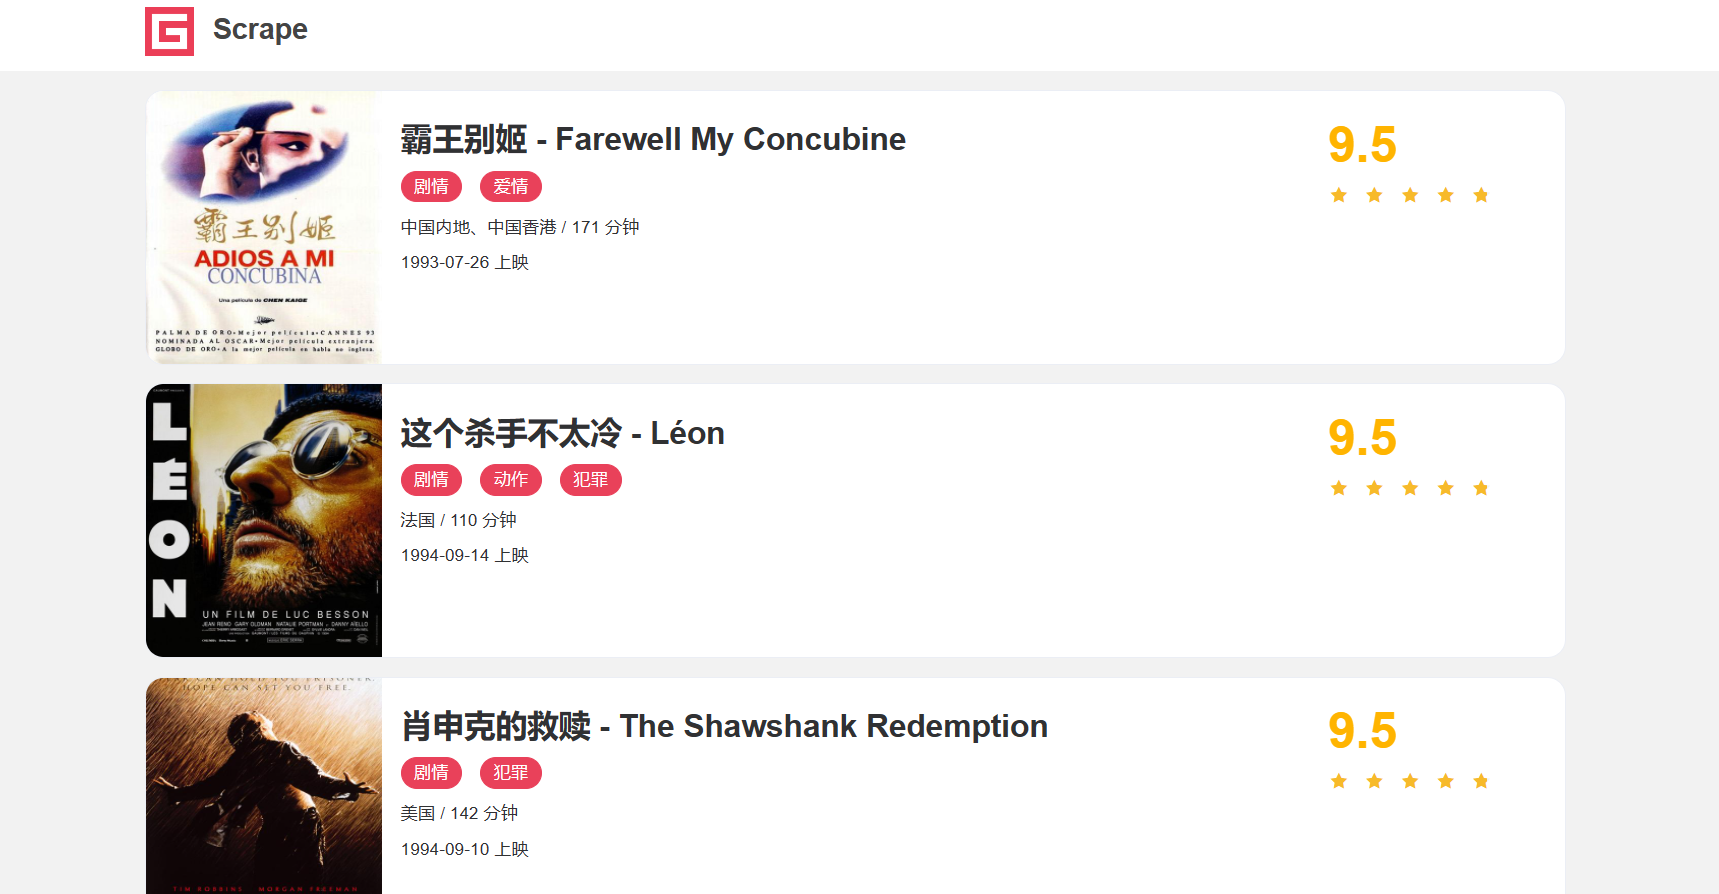 Scrape
霸王别姬 - Farewell My Concubine
9.5
剧情 爱情
中国内地、中国香港 / 171 分钟
1993-07-26 上映
霸王别姬
ADIOS A MI
CONCUBINA
Una película de CHEN KAIGE
PALMA DE ORO•Mejor película•CANNES 93
NOMINADA AL OSCAR•Mejor película extranjera.
GLOBO DE ORO•A la mejor película en habla no inglesa.
这个杀手不太冷 - Léon
9.5
剧情 动作 犯罪
法国 / 110 分钟
1994-09-14 上映
LÉON
UN FILM DE LUC BESSON
JEAN RENO GARY OLDMAN NATALIE PORTMAN DANNY AIELLO
肖申克的救赎 - The Shawshank Redemption
9.5
剧情 犯罪
美国 / 142 分钟
1994-09-10 上映
HOPE CAN SET YOU FREE.
TIM ROBBINS MORGAN FREEMAN